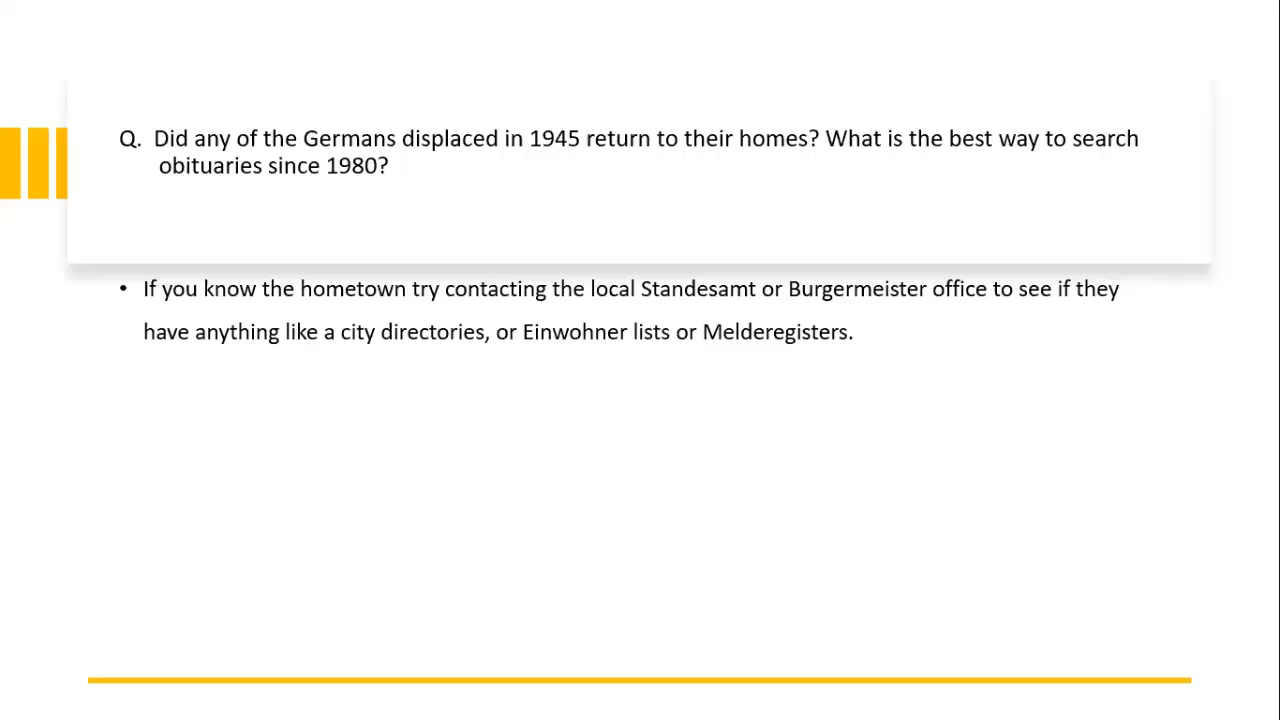 Q. Did any of the Germans displaced in 1945 return to their homes? What is the best way to search
obituaries since 1980?
• If you know the hometown try contacting the local Standesamt or Burgermeister office to see if they
have anything like a city directories, or Einwohner lists or Melderegisters.